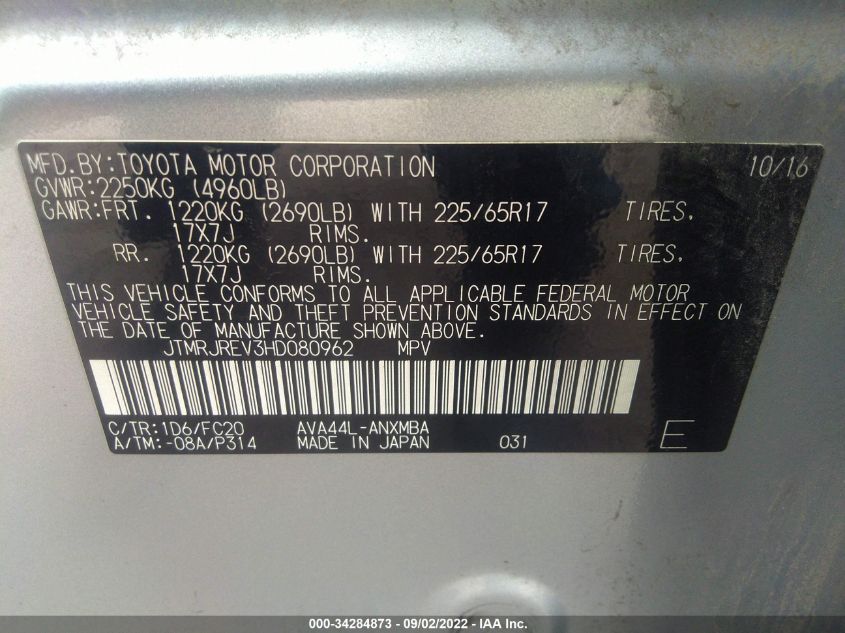 MFD.BY:TOYOTA MOTOR CORPORATION 10/16
GVWR:2250KG (4960LB)
GAWR:FRT. 1220KG (2690LB) WITH 225/65R17 TIRES,
17X7J RIMS.
RR. 1220KG (2690LB) WITH 225/65R17 TIRES,
17X7J RIMS.
THIS VEHICLE CONFORMS TO ALL APPLICABLE FEDERAL MOTOR
VEHICLE SAFETY AND THEFT PREVENTION STANDARDS IN EFFECT ON
THE DATE OF MANUFACTURE SHOWN ABOVE.
JTMRJREV3HD080962 MPV
C/TR:1D6/FC20 AVA44L-ANXMBA
A/TM:-08A/P314 MADE IN JAPAN 031 E
000-34284873 - 09/02/2022 - IAA Inc.